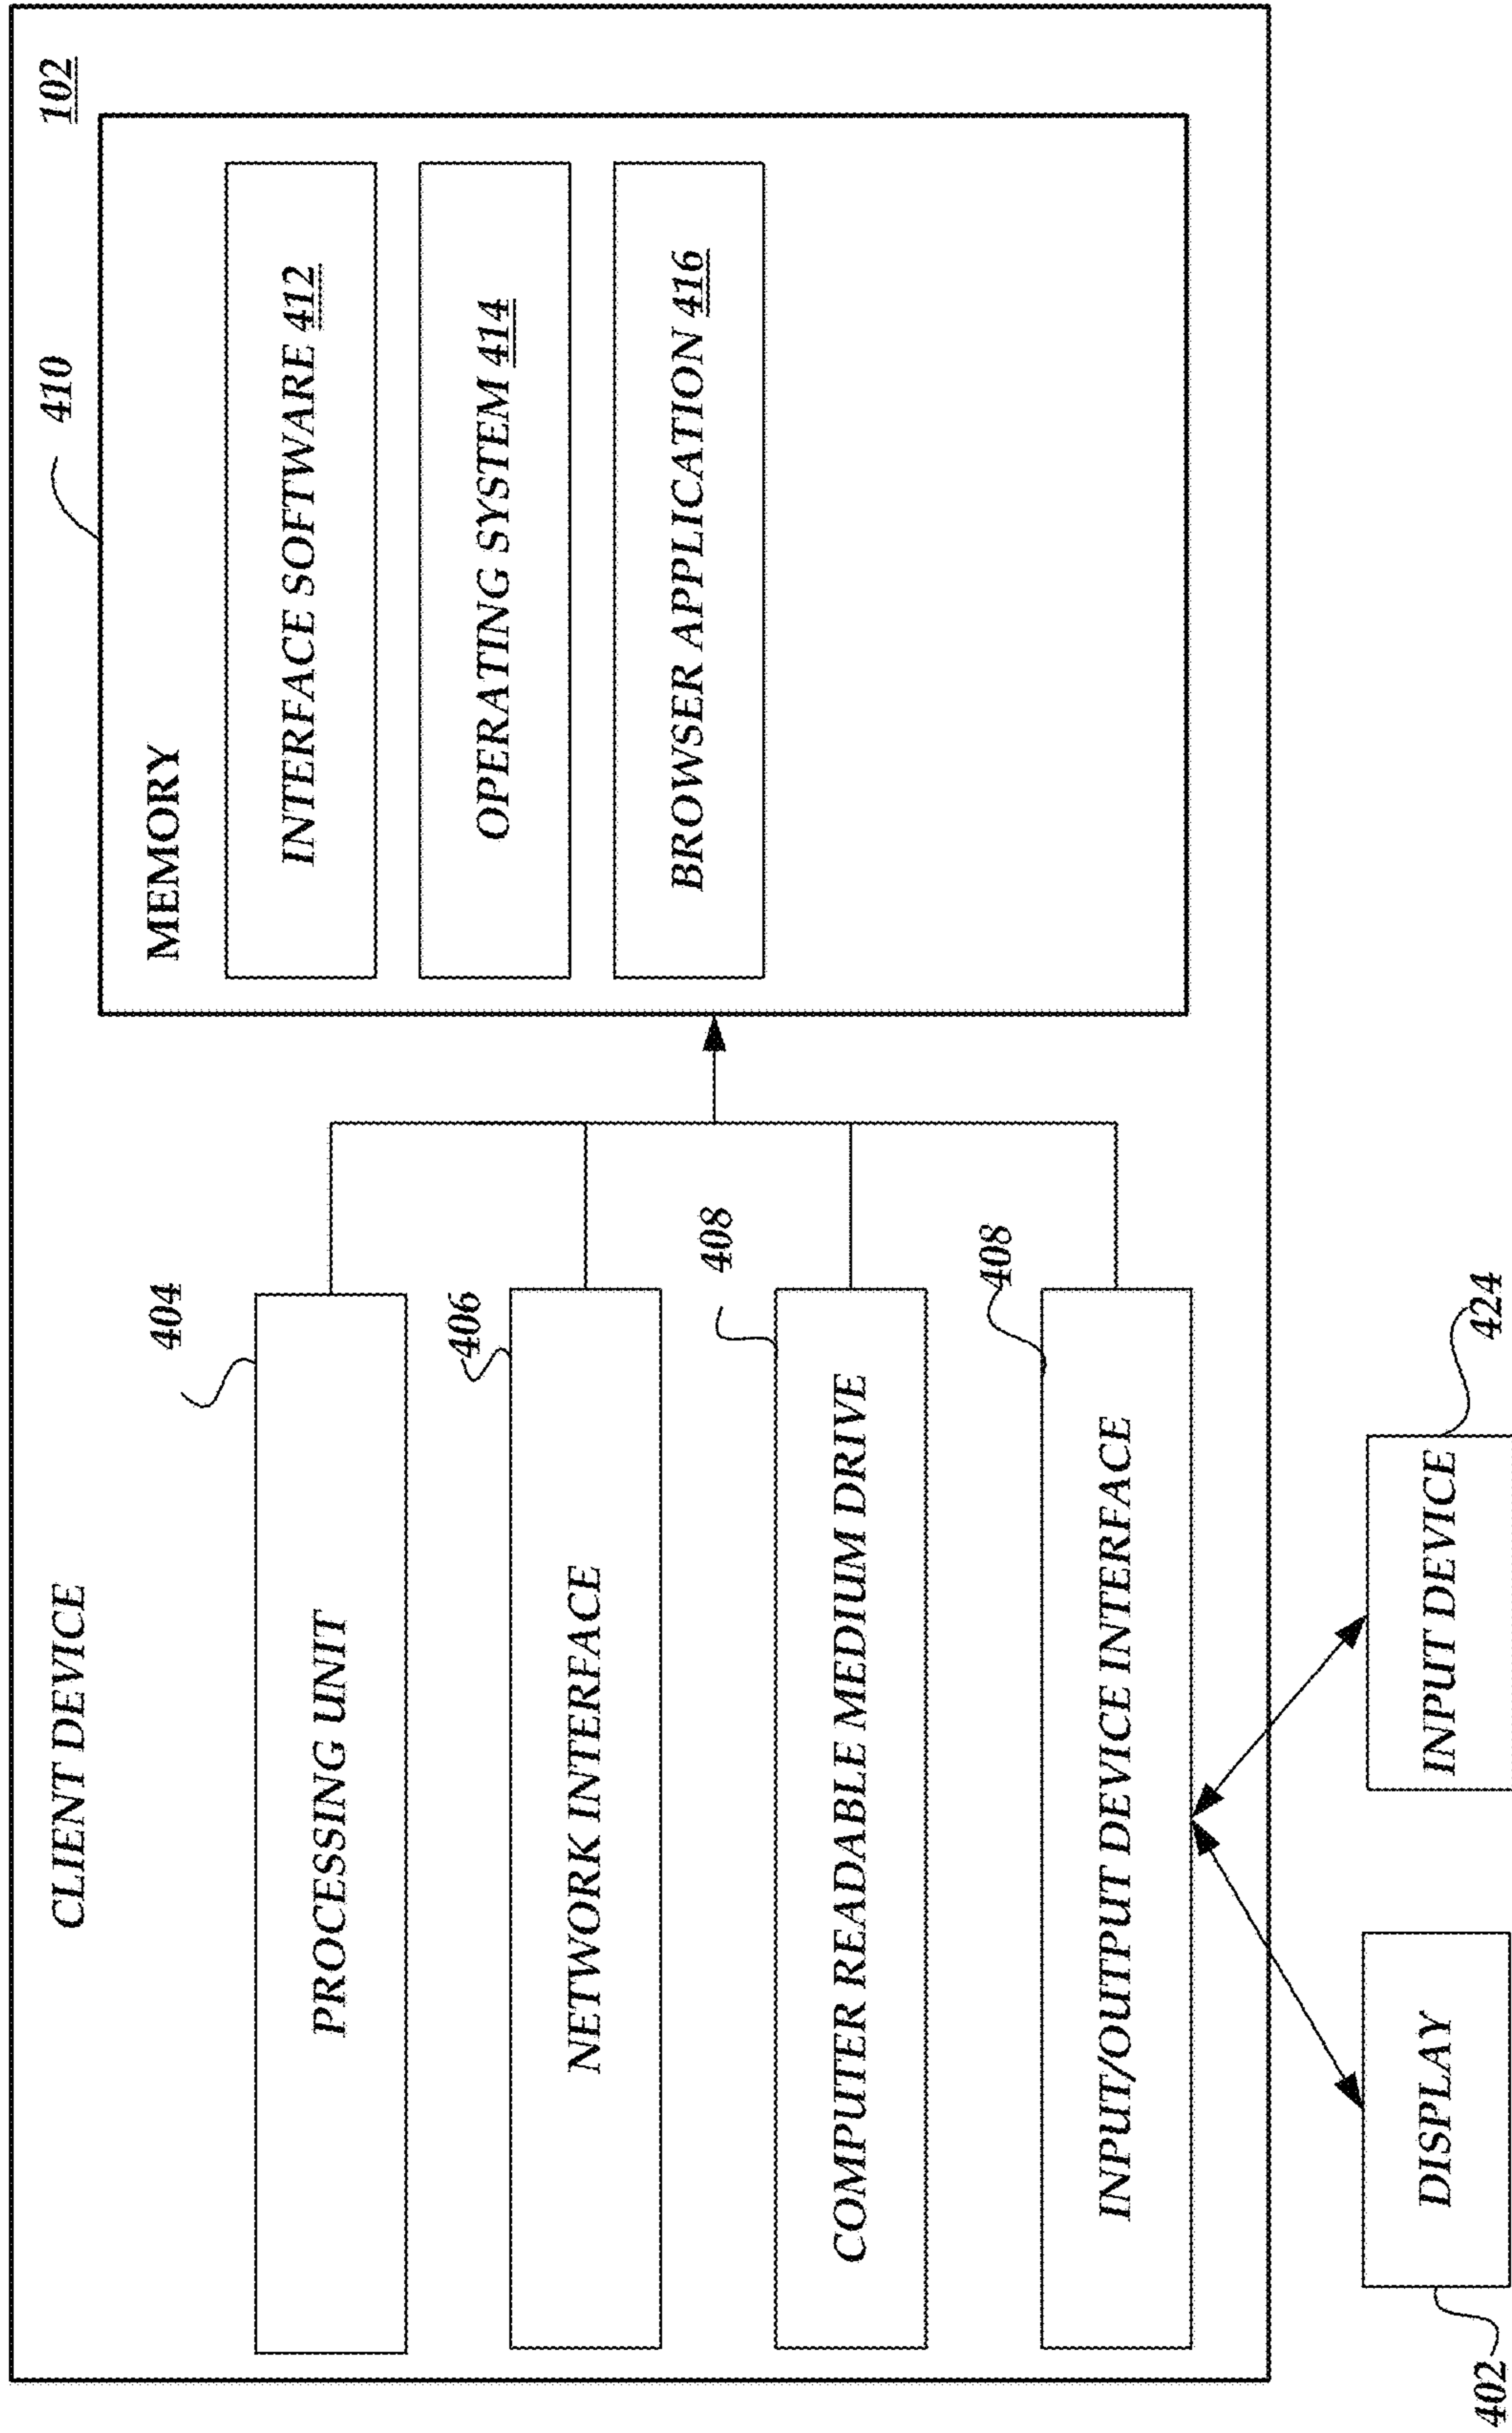 CLIENT DEVICE
102
410
MEMORY
404
PROCESSING UNIT
INTERFACE SOFTWARE 412
406
NETWORK INTERFACE
OPERATING SYSTEM 414
408
COMPUTER READABLE MEDIUM DRIVE
BROWSER APPLICATION 416
408
INPUT/OUTPUT DEVICE INTERFACE
402
DISPLAY
INPUT DEVICE
424